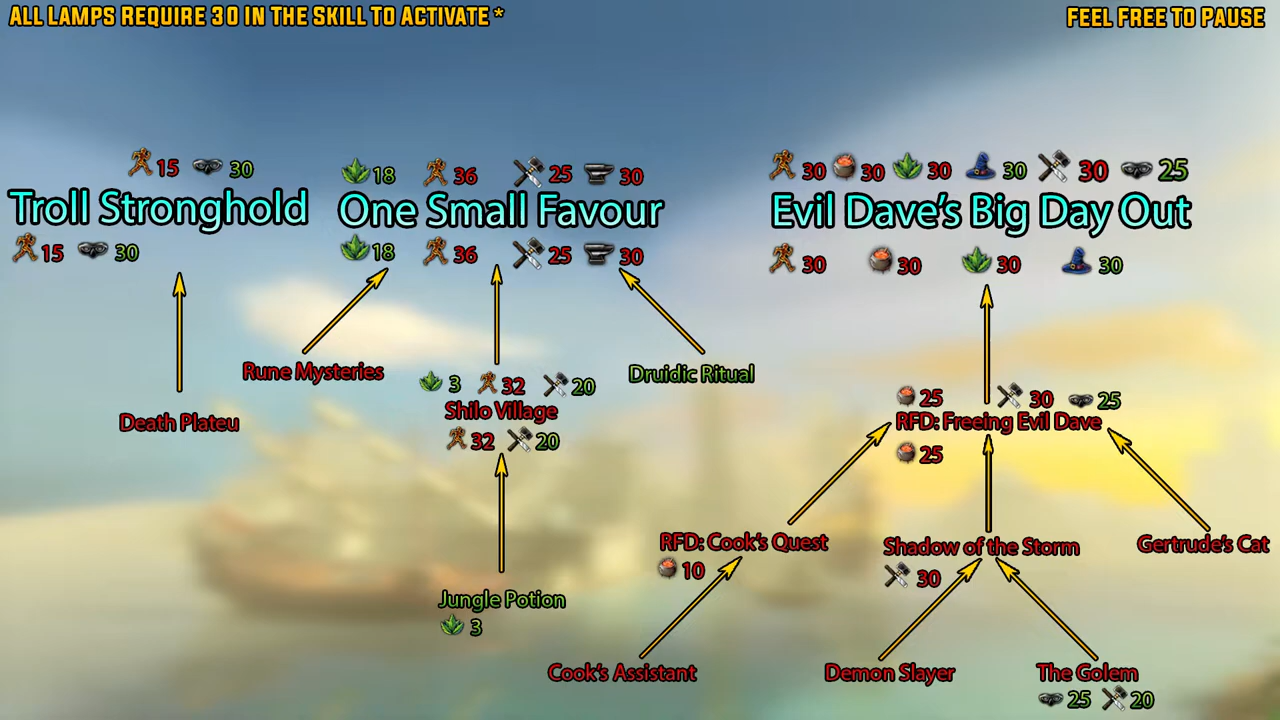 ALL LAMPS REQUIRE 30 IN THE SKILL TO ACTIVATE *
FEEL FREE TO PAUSE
15 30
Troll Stronghold
15 30
18 36 25 30
One Small Favour
18 36 25 30
30 30 30 30 30 25
Evil Dave's Big Day Out
30 30 30 30
Rune Mysteries
Druidic Ritual
Death Plateu
3 32 20
Shilo Village
32 20
25 30 25
RFD: Freeing Evil Dave
25
RFD: Cook's Quest
10
Shadow of the Storm
30
Gertrude's Cat
Jungle Potion
3
Cook's Assistant
Demon Slayer
The Golem
25 20